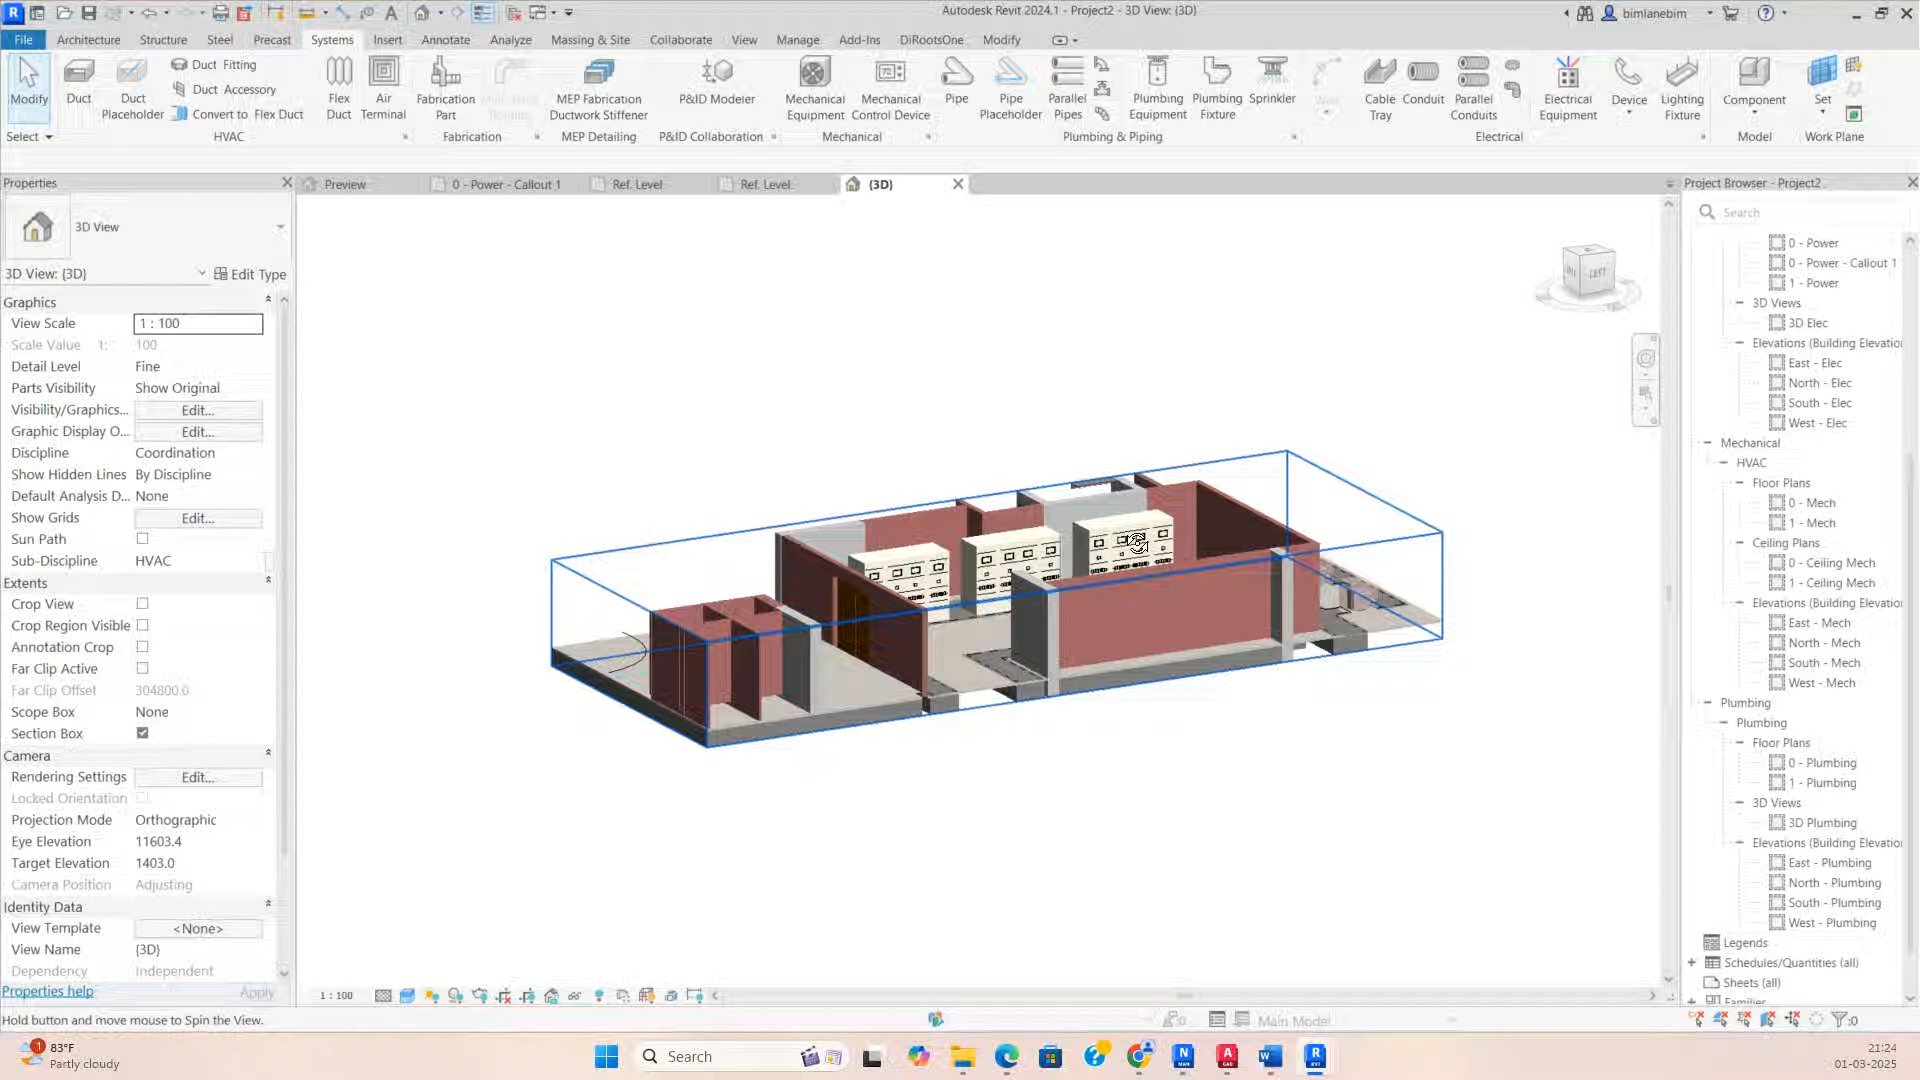 Autodesk Revit 2024.1 - Project2 - 3D View: {3D}
bimlanebim
File Architecture Structure Steel Precast Systems Insert Annotate Analyze Massing & Site Collaborate View Manage Add-Ins DiRootsOne Modify
Modify
Duct
Duct Placeholder
Duct Fitting
Duct Accessory
Convert to Flex Duct
Flex Duct
Air Terminal
Fabrication Part
MEP Fabrication Ductwork Stiffener
P&ID Modeler
Mechanical Equipment
Mechanical Control Device
Pipe
Pipe Placeholder
Parallel Pipes
Plumbing Equipment
Plumbing Fixture
Sprinkler
Cable Tray
Conduit
Parallel Conduits
Electrical Equipment
Device
Lighting Fixture
Component
Set
Select HVAC Fabrication MEP Detailing P&ID Collaboration Mechanical Plumbing & Piping Electrical Model Work Plane
Properties
Preview 0 - Power - Callout 1 Ref. Level Ref. Level {3D}
3D View
3D View: {3D} Edit Type
Graphics
View Scale 1 : 100
Scale Value 1: 100
Detail Level Fine
Parts Visibility Show Original
Visibility/Graphics... Edit...
Graphic Display O... Edit...
Discipline Coordination
Show Hidden Lines By Discipline
Default Analysis D... None
Show Grids Edit...
Sun Path
Sub-Discipline HVAC
Extents
Crop View
Crop Region Visible
Annotation Crop
Far Clip Active
Far Clip Offset 304800.0
Scope Box None
Section Box
Camera
Rendering Settings Edit...
Locked Orientation
Projection Mode Orthographic
Eye Elevation 11603.4
Target Elevation 1403.0
Camera Position Adjusting
Identity Data
View Template <None>
View Name {3D}
Dependency Independent
Properties help Apply
LEFT
Project Browser - Project2
Search
0 - Power
0 - Power - Callout 1
1 - Power
3D Views
3D Elec
Elevations (Building Elevatio
East - Elec
North - Elec
South - Elec
West - Elec
Mechanical
HVAC
Floor Plans
0 - Mech
1 - Mech
Ceiling Plans
0 - Ceiling Mech
1 - Ceiling Mech
Elevations (Building Elevatio
East - Mech
North - Mech
South - Mech
West - Mech
Plumbing
Plumbing
Floor Plans
0 - Plumbing
1 - Plumbing
3D Views
3D Plumbing
Elevations (Building Elevatio
East - Plumbing
North - Plumbing
South - Plumbing
West - Plumbing
Legends
Schedules/Quantities (all)
Sheets (all)
Families
1 : 100
Hold button and move mouse to Spin the View.
:0
Main Model
:0
1
83°F
Partly cloudy
Search
21:24
01-03-2025